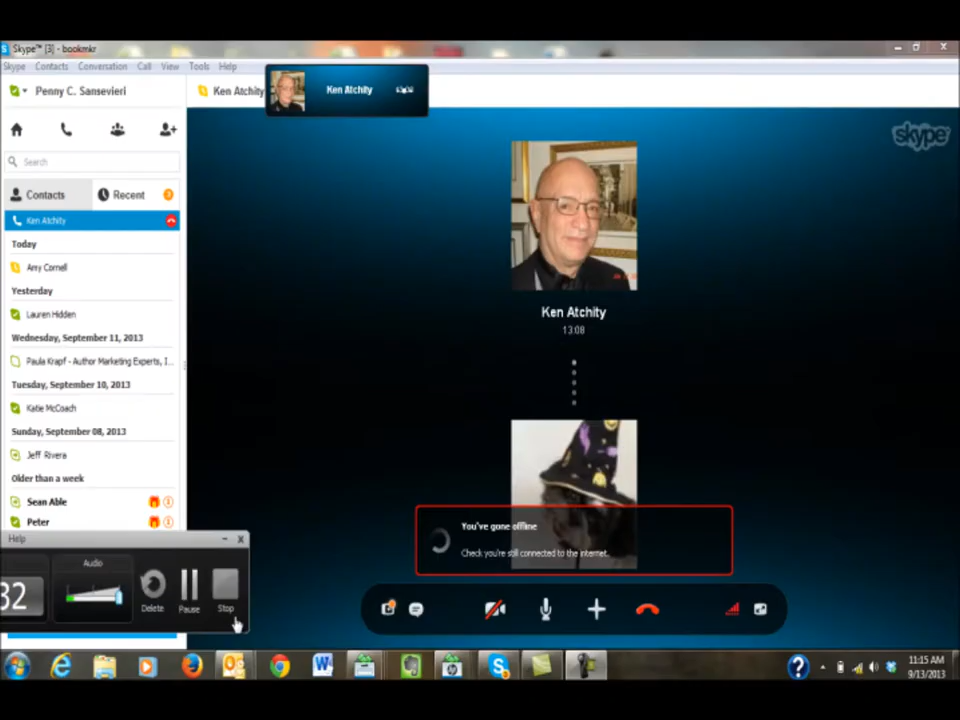 Skype™ [3] - bookmkr
Skype Contacts Conversation Call View Tools Help
Penny C. Sansevieri
Ken Atchity
Ken Atchity
skype
Search
Contacts
Recent
Ken Atchity
Today
Amy Cornell
Yesterday
Lauren Hidden
Wednesday, September 11, 2013
Paula Krapf - Author Marketing Experts, I...
Tuesday, September 10, 2013
Katie McCoach
Sunday, September 08, 2013
Jeff Rivera
Older than a week
Sean Able
Peter
Ken Atchity
13:08
You've gone offline
Check you're still connected to the internet.
Help
Audio
32
Delete
Pause
Stop
11:15 AM
9/13/2013